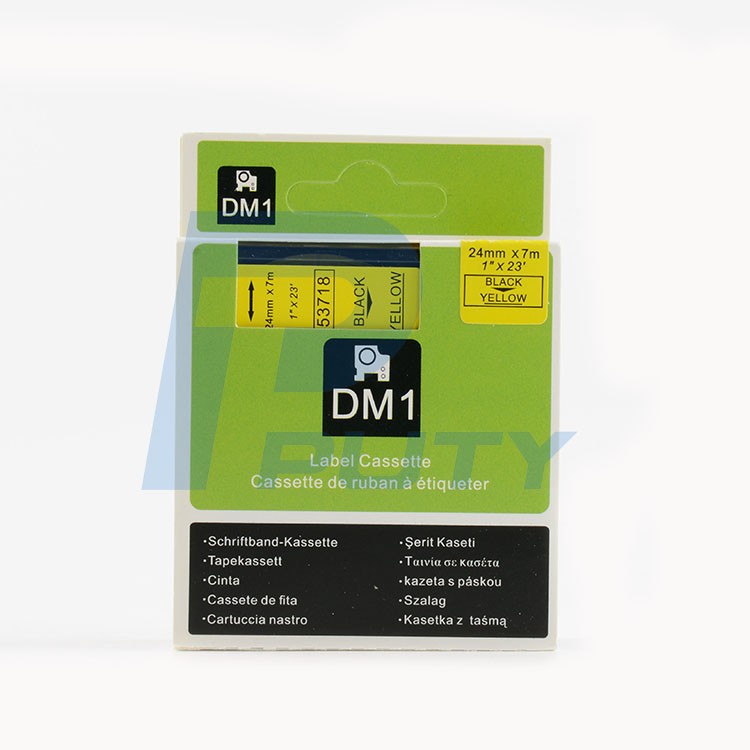 DM1
24mm x 7m
1" x 23'
BLACK
YELLOW
24mm x 7m
1" x 23'
53718
BLACK
YELLOW
DM1
PUTY
Label Cassette
Cassette de ruban à étiqueter
·Schriftband-Kassette
·Tapekassett
·Cinta
·Cassete de fita
·Cartuccia nastro
·Şerit Kaseti
·Ταινία σε κασέτα
·kazeta s páskou
·Szalag
·Kasetka z taśmą